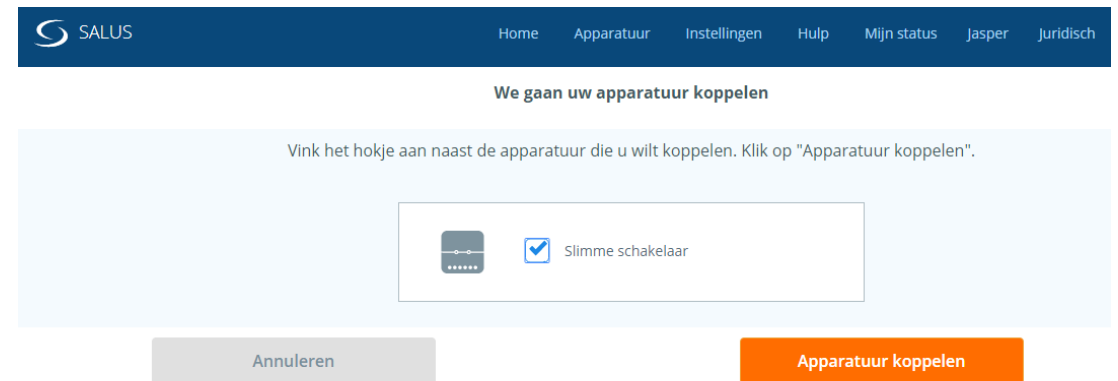 SALUS Home Apparatuur Instellingen Hulp Mijn status Jasper Juridisch
We gaan uw apparatuur koppelen
Vink het hokje aan naast de apparatuur die u wilt koppelen. Klik op "Apparatuur koppelen".
Slimme schakelaar
Annuleren Apparatuur koppelen